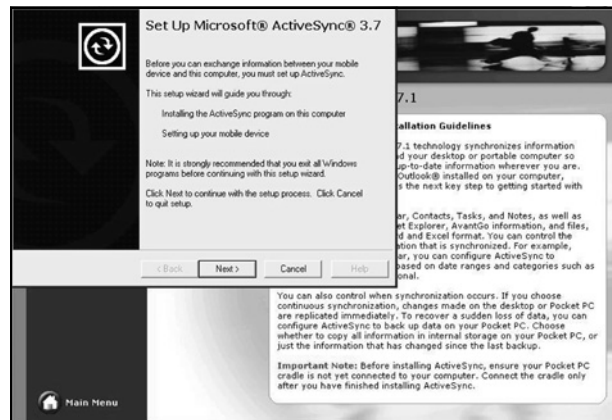 Set Up Microsoft® ActiveSync® 3.7
Before you can exchange information between your mobile
device and this computer, you must set up ActiveSync.
This setup wizard will guide you through:
Installing the ActiveSync program on this computer
Setting up your mobile device
Note: It is strongly recommended that you exit all Windows
programs before continuing with this setup wizard.
Click Next to continue with the setup process. Click Cancel
to quit setup.
< Back
Next >
Cancel
Help
7.1
allation Guidelines
7.1 technology synchronizes information
d your desktop or portable computer so
up-to-date information wherever you are.
Outlook® installed on your computer,
s the next key step to getting started with
ar, Contacts, Tasks, and Notes, as well as
et Explorer, AvantGo information, and files,
d and Excel format. You can control the
ation that is synchronized. For example,
ar, you can configure ActiveSync to
based on date ranges and categories such as
onal.
You can also control when synchronization occurs. If you choose
continuous synchronization, changes made on the desktop or Pocket PC
are replicated immediately. To recover a sudden loss of data, you can
configure ActiveSync to back up data on your Pocket PC. Choose
whether to copy all information in internal storage on your Pocket PC, or
just the information that has changed since the last backup.
Important Note: Before installing ActiveSync, ensure your Pocket PC
cradle is not yet connected to your computer. Connect the cradle only
after you have finished installing ActiveSync.
Main Menu